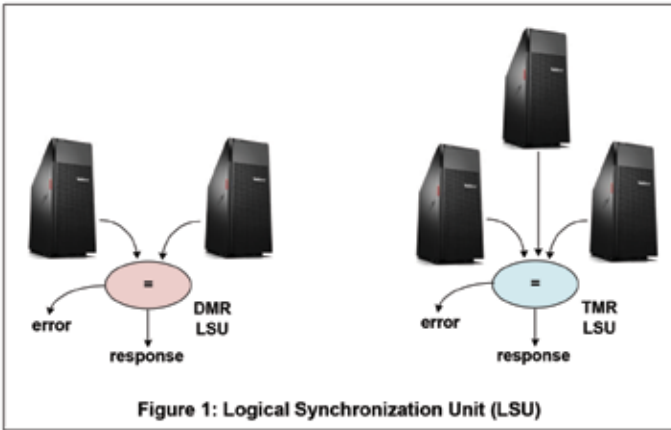 =
DMR
LSU
error
response
=
TMR
LSU
error
response
Figure 1: Logical Synchronization Unit (LSU)